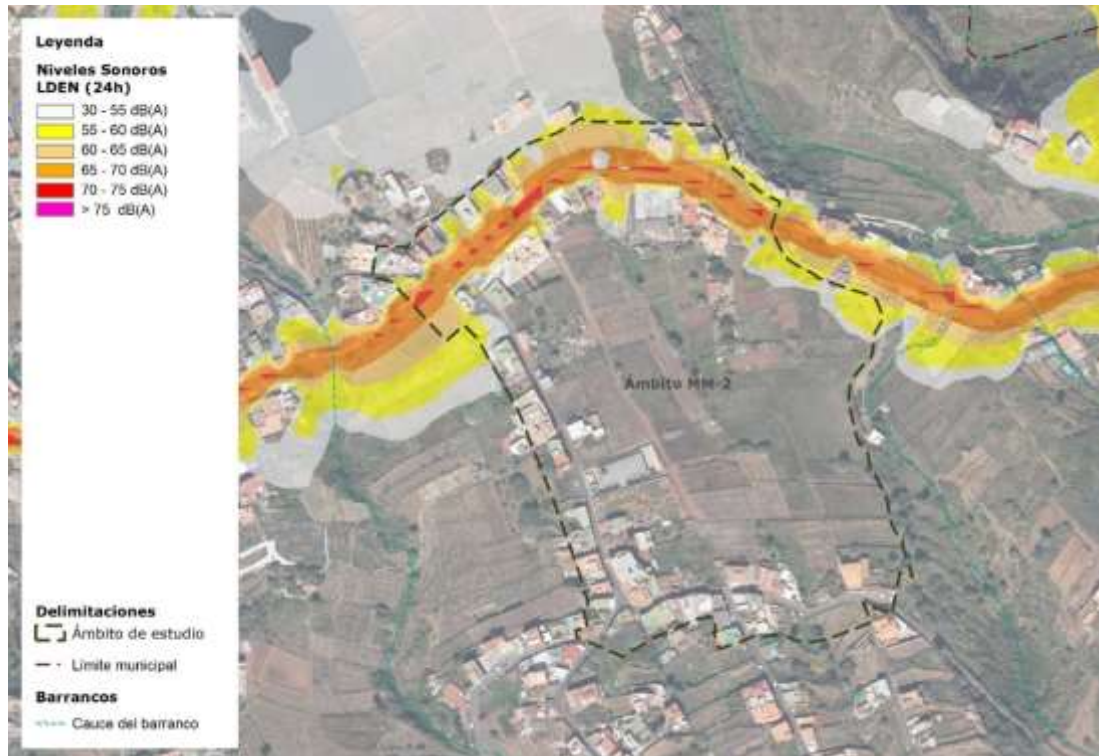 Leyenda
Niveles Sonoros
LDEN (24h)
30 - 55 dB(A)
55 - 60 dB(A)
60 - 65 dB(A)
65 - 70 dB(A)
70 - 75 dB(A)
> 75 dB(A)
Ámbito MM-2
Delimitaciones
Ámbito de estudio
Límite municipal
Barrancos
Cauce del barranco